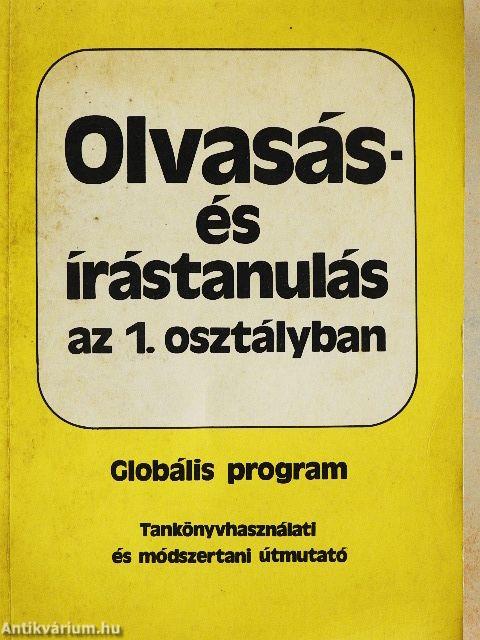 Olvasás-
és
írástanulás
az 1. osztályban
Globális program
Tankönyvhasználati
és módszertani útmutató
Antikvárium.hu